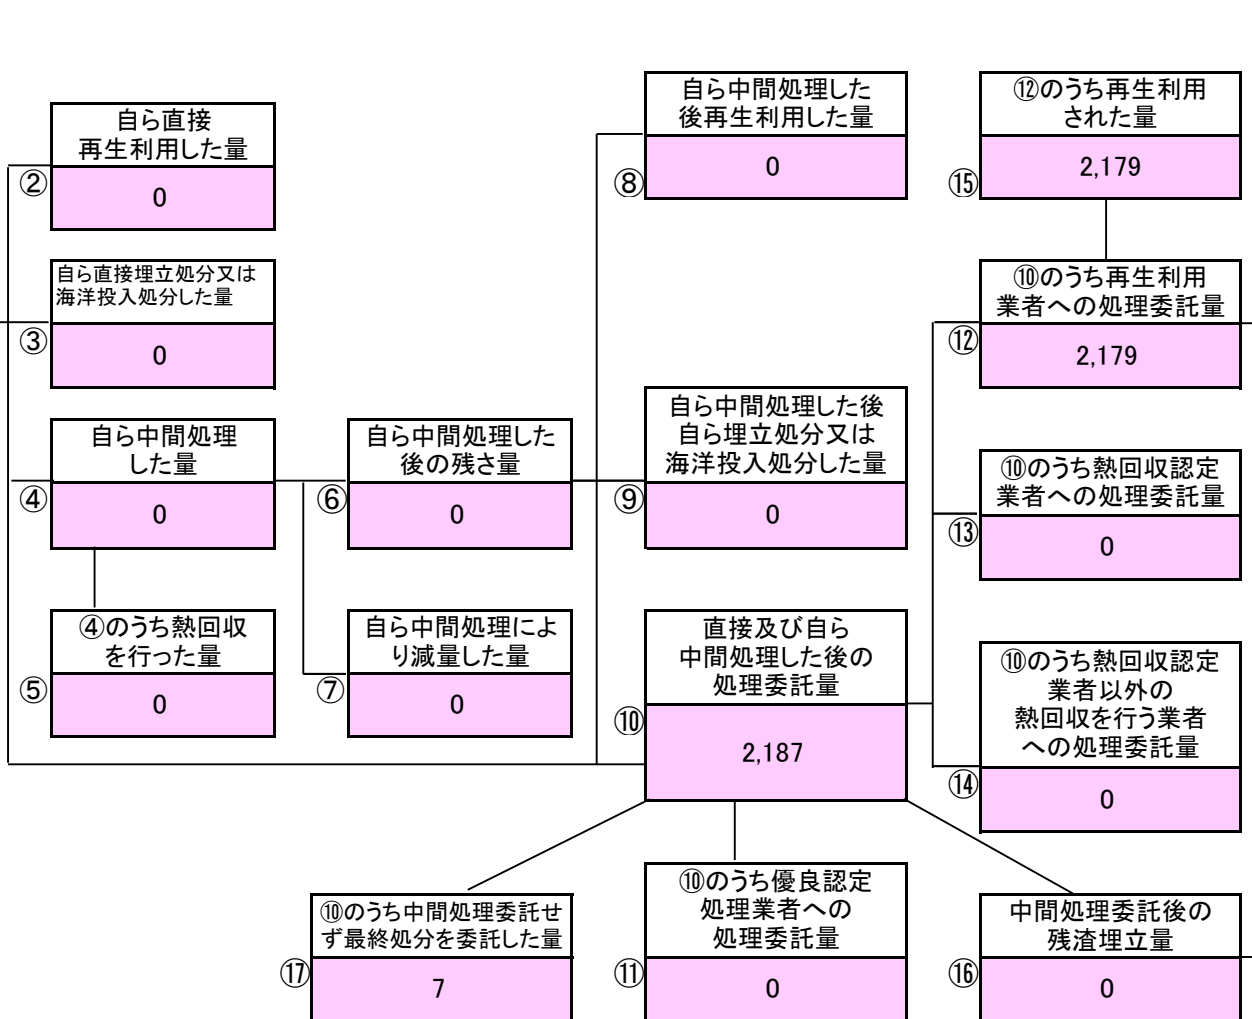 自ら直接
再生利用した量
②
0
自ら直接埋立処分又は
海洋投入処分した量
③
0
自ら中間処理
した量
④
0
④のうち熱回収
を行った量
⑤
0
自ら中間処理した
後の残さ量
⑥
0
自ら中間処理によ
り減量した量
⑦
0
自ら中間処理した
後再生利用した量
⑧
0
自ら中間処理した後
自ら埋立処分又は
海洋投入処分した量
⑨
0
直接及び自ら
中間処理した後の
処理委託量
⑩
2,187
⑩のうち優良認定
処理業者への
処理委託量
⑪
0
⑫のうち再生利用
された量
⑮
2,179
⑩のうち再生利用
業者への処理委託量
⑫
2,179
⑩のうち熱回収認定
業者への処理委託量
⑬
0
⑩のうち熱回収認定
業者以外の
熱回収を行う業者
への処理委託量
⑭
0
中間処理委託後の
残渣埋立量
⑯
0
⑩のうち中間処理委託せ
ず最終処分を委託した量
⑰
7